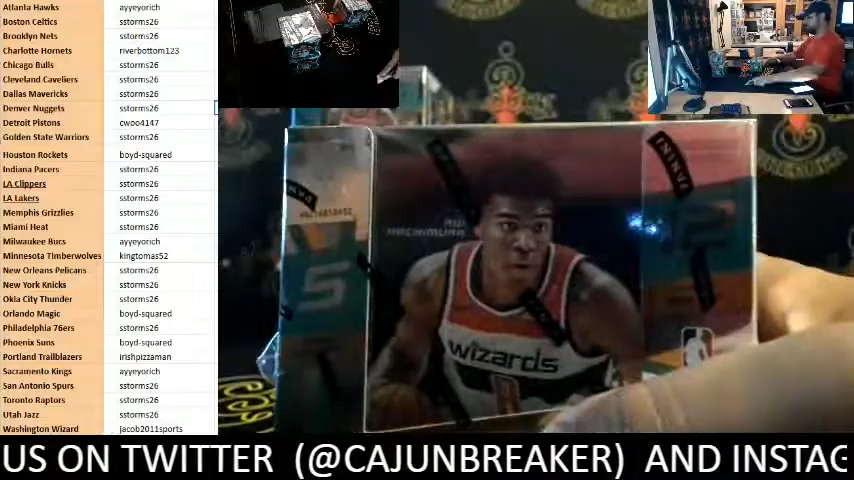 Atlanta Hawks ayyeyorich
Boston Celtics sstorms26
Brooklyn Nets sstorms26
Charlotte Hornets riverbottom123
Chicago Bulls sstorms26
Cleveland Cavaliers sstorms26
Dallas Mavericks sstorms26
Denver Nuggets sstorms26
Detroit Pistons cwoo4147
Golden State Warriors sstorms26
Houston Rockets boyd-squared
Indiana Pacers sstorms26
LA Clippers sstorms26
LA Lakers sstorms26
Memphis Grizzlies sstorms26
Miami Heat sstorms26
Milwaukee Bucs ayyeyorich
Minnesota Timberwolves kingtomas52
New Orleans Pelicans sstorms26
New York Knicks sstorms26
Okla City Thunder sstorms26
Orlando Magic boyd-squared
Philadelphia 76ers sstorms26
Phoenix Suns boyd-squared
Portland Trailblazers irishpizzaman
Sacramento Kings ayyeyorich
San Antonio Spurs sstorms26
Toronto Raptors sstorms26
Utah Jazz sstorms26
Washington Wizard jacob2011sports
PANINI
HACHIMURA
wizards
US ON TWITTER (@CAJUNBREAKER) AND INSTAG